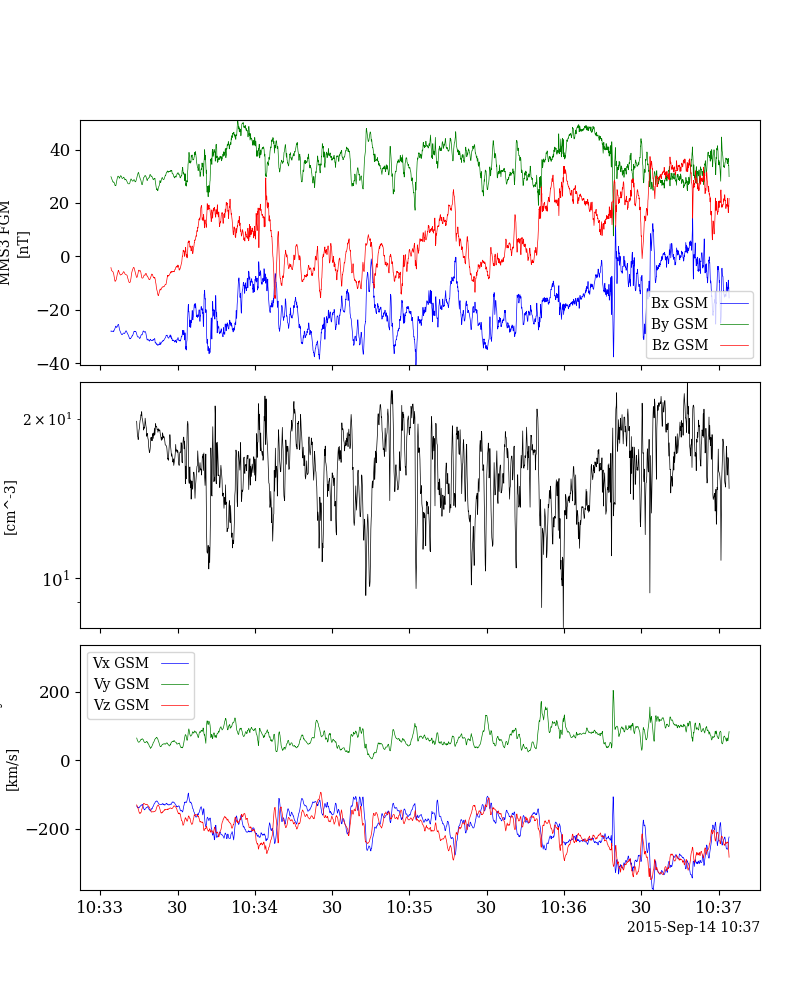 MMS3 FGM
[nT]
40
20
0
−20
−40
Bx GSM
By GSM
Bz GSM
[cm^-3]
2 × 10¹
10¹
[km/s]
200
0
−200
Vx GSM
Vy GSM
Vz GSM
10:33 30 10:34 30 10:35 30 10:36 30 10:37
2015-Sep-14 10:37